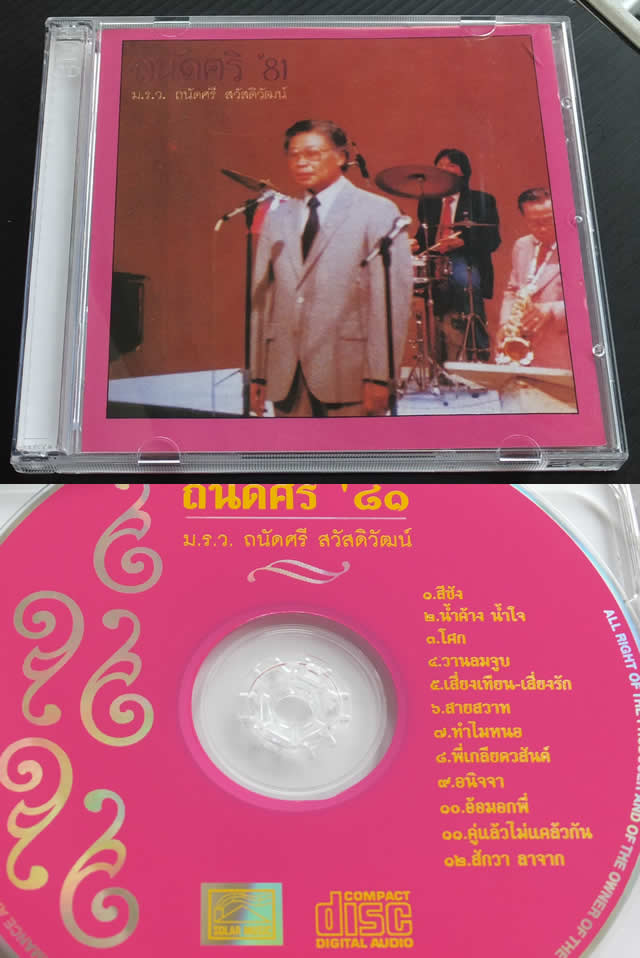 ถนัดศรี '81
ม.ร.ว. ถนัดศรี สวัสดิวัฒน์
ถนัดศรี '๘๑
ม.ร.ว. ถนัดศรี สวัสดิวัฒน์
๑.สีชัง
๒.น้ำค้าง น้ำใจ
๓.โศก
๔.วานลมจูบ
๕.เสี่ยงเทียน-เสี่ยงรัก
๖.สายสวาท
๗.ทำไมหนอ
๘.พี่เกลียดวสันต์
๙.อนิจจา
๑๐.อ้อมอกพี่
๑๑.คู่แล้วไม่แคล้วกัน
๑๒.สักวา ลาจาก
ALL RIGHT OF THE
AND OF THE OWNER OF THE
SOLAR
COMPACT
disc
DIGITAL AUDIO